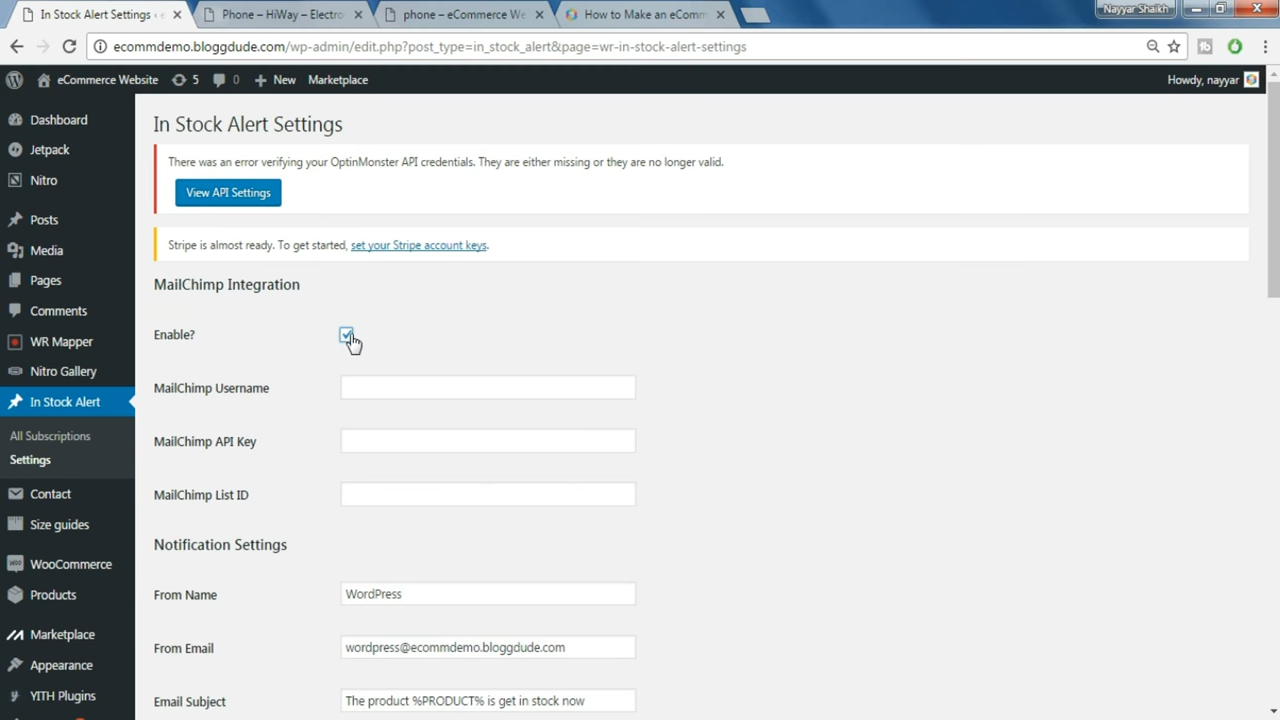 In Stock Alert Settings ‹ e
Phone – HiWay – Electro
phone – eCommerce We
How to Make an eComm
Nayyar Shaikh
ecommdemo.bloggdude.com/wp-admin/edit.php?post_type=in_stock_alert&page=wr-in-stock-alert-settings
eCommerce Website
5
0
New
Marketplace
Howdy, nayyar
Dashboard
Jetpack
Nitro
Posts
Media
Pages
Comments
WR Mapper
Nitro Gallery
In Stock Alert
All Subscriptions
Settings
Contact
Size guides
WooCommerce
Products
Marketplace
Appearance
YITH Plugins
In Stock Alert Settings
There was an error verifying your OptinMonster API credentials. They are either missing or they are no longer valid.
View API Settings
Stripe is almost ready. To get started, set your Stripe account keys.
MailChimp Integration
Enable?
MailChimp Username
MailChimp API Key
MailChimp List ID
Notification Settings
From Name
WordPress
From Email
wordpress@ecommdemo.bloggdude.com
Email Subject
The product %PRODUCT% is get in stock now